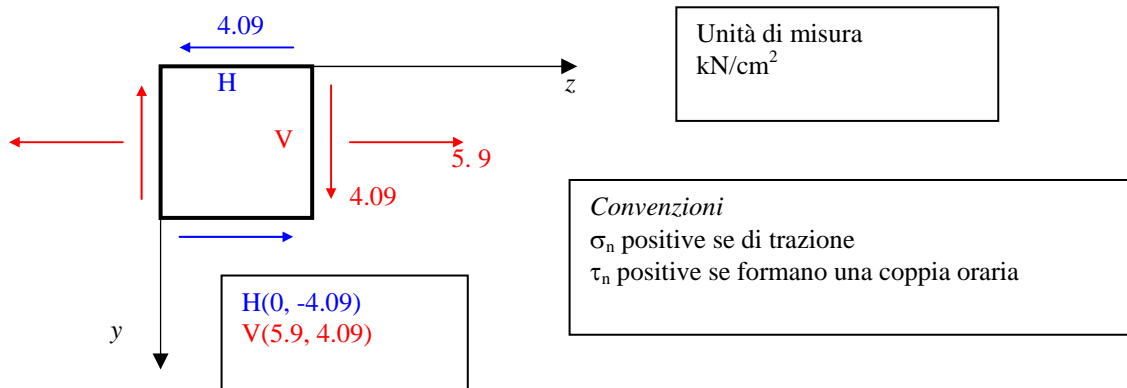 4.09
H
z
V
5. 9
4.09
y
H(0, -4.09)
V(5.9, 4.09)
Unità di misura
kN/cm²
Convenzioni
σn positive se di trazione
τn positive se formano una coppia oraria